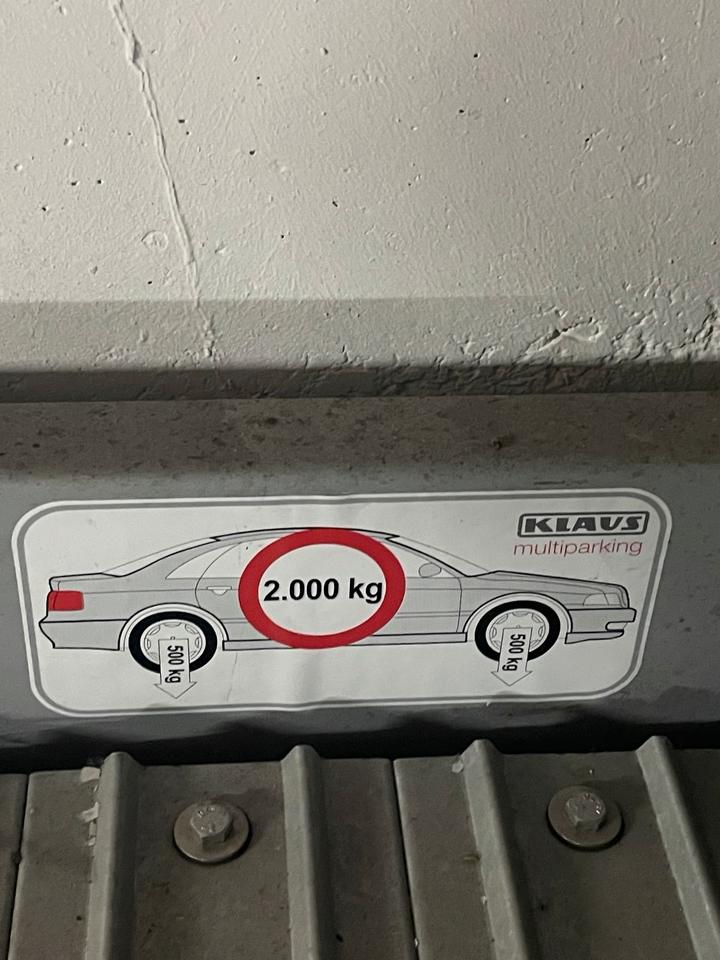 KLAUS
multiparking
2.000 kg
500 kg
500 kg